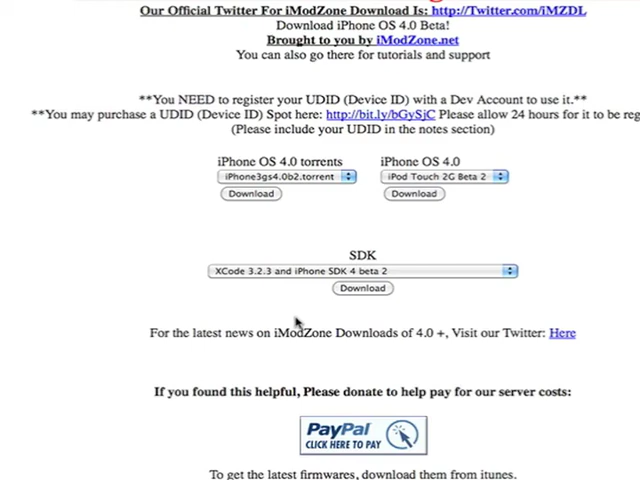 Our Official Twitter For iModZone Download Is: http://Twitter.com/iMZDL
Download iPhone OS 4.0 Beta!
Brought to you by iModZone.net
You can also go there for tutorials and support
**You NEED to register your UDID (Device ID) with a Dev Account to use it.**
**You may purchase a UDID (Device ID) Spot here: http://bit.ly/bGySjC Please allow 24 hours for it to be reg
(Please include your UDID in the notes section)
iPhone OS 4.0 torrents
iPhone OS 4.0
iPhone3gs4.0b2.torrent
iPod Touch 2G Beta 2
Download
Download
SDK
XCode 3.2.3 and iPhone SDK 4 beta 2
Download
For the latest news on iModZone Downloads of 4.0 +, Visit our Twitter: Here
If you found this helpful, Please donate to help pay for our server costs:
PayPal
CLICK HERE TO PAY
To get the latest firmwares, download them from itunes.